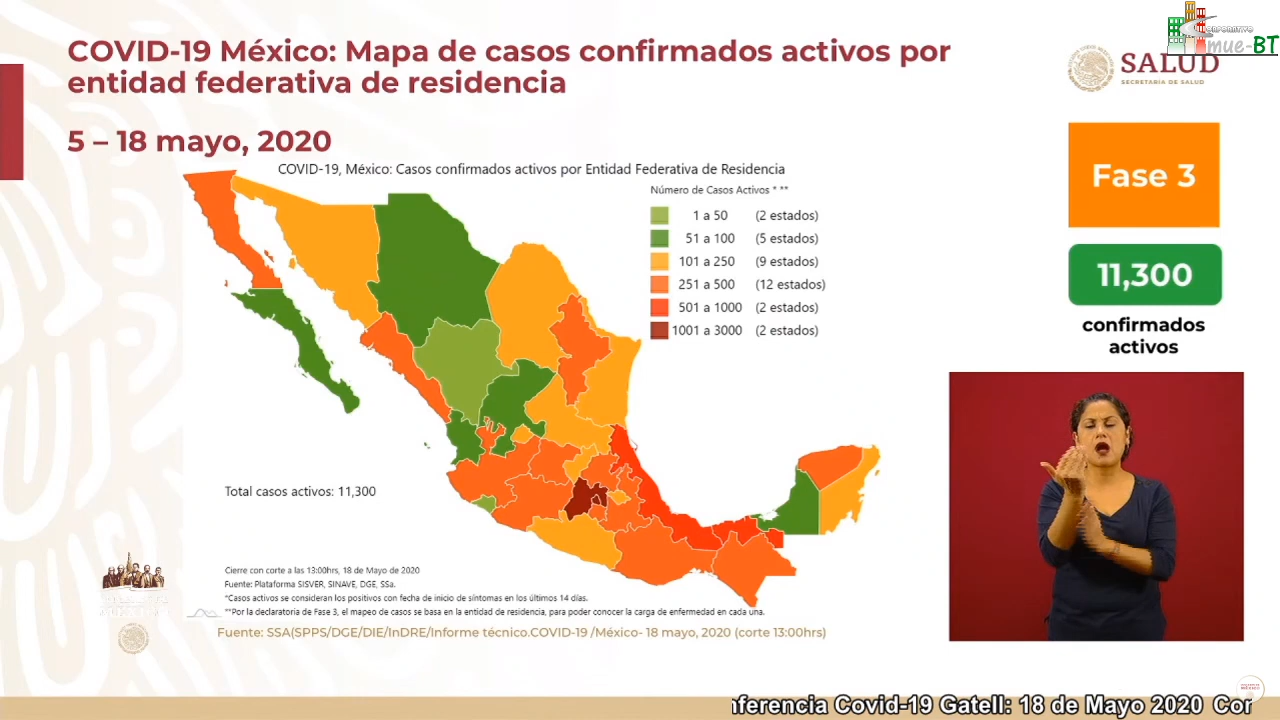 CORPORATIVO
mue-BT
COVID-19 México: Mapa de casos confirmados activos por
entidad federativa de residencia
SALUD
SECRETARÍA DE SALUD
5 – 18 mayo, 2020
COVID-19, México: Casos confirmados activos por Entidad Federativa de Residencia
Número de Casos Activos * **
1 a 50 (2 estados)
51 a 100 (5 estados)
101 a 250 (9 estados)
251 a 500 (12 estados)
501 a 1000 (2 estados)
1001 a 3000 (2 estados)
Fase 3
11,300
confirmados
activos
Total casos activos: 11,300
Cierre con corte a las 13:00hrs, 18 de Mayo de 2020
Fuente: Plataforma SISVER, SINAVE, DGE, SSa.
*Casos activos se consideran los positivos con fecha de inicio de síntomas en los últimos 14 días.
**Por la declaratoria de Fase 3, el mapeo de casos se basa en la entidad de residencia, para poder conocer la carga de enfermedad en cada una.
Fuente: SSA(SPPS/DGE/DIE/InDRE/Informe técnico.COVID-19 /México- 18 mayo, 2020 (corte 13:00hrs)
nferencia Covid-19 Gatell: 18 de Mayo 2020 Cor